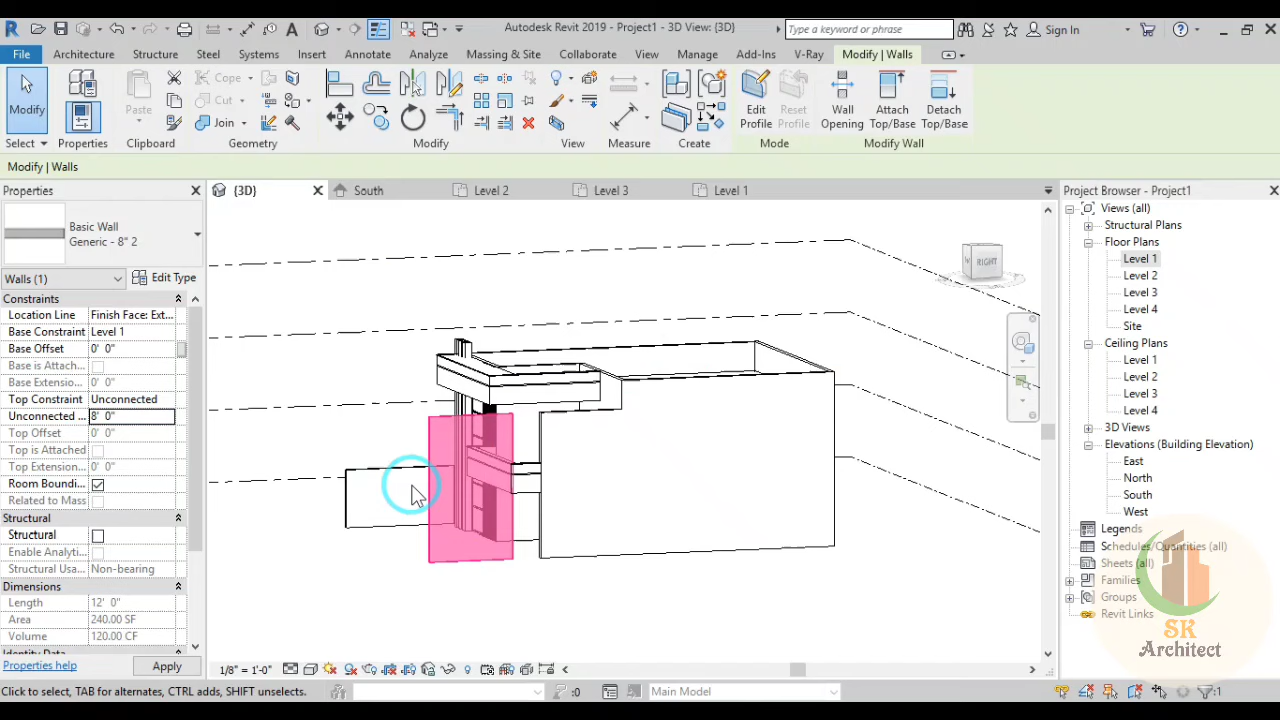 Autodesk Revit 2019 - Project1 - 3D View: {3D}
Type a keyword or phrase
Sign In
File Architecture Structure Steel Systems Insert Annotate Analyze Massing & Site Collaborate View Manage Add-Ins V-Ray Modify | Walls
Modify
Select
Properties
Paste
Clipboard
Cope
Cut
Join
Geometry
Modify
View
Measure
Create
Edit Profile
Reset Profile
Mode
Wall Opening
Attach Top/Base
Detach Top/Base
Modify Wall
Modify | Walls
Properties
{3D} South Level 2 Level 3 Level 1
Project Browser - Project1
Basic Wall
Generic - 8" 2
Walls (1)
Edit Type
Constraints
Location Line Finish Face: Ext...
Base Constraint Level 1
Base Offset 0' 0"
Base is Attach...
Base Extension... 0' 0"
Top Constraint Unconnected
Unconnected ... 8' 0"
Top Offset 0' 0"
Top is Attached
Top Extension... 0' 0"
Room Boundi...
Related to Mass
Structural
Structural
Enable Analyti...
Structural Usa... Non-bearing
Dimensions
Length 12' 0"
Area 240.00 SF
Volume 120.00 CF
Identity Data
Properties help
Apply
RIGHT
Views (all)
Structural Plans
Floor Plans
Level 1
Level 2
Level 3
Level 4
Site
Ceiling Plans
Level 1
Level 2
Level 3
Level 4
3D Views
Elevations (Building Elevation)
East
North
South
West
Legends
Schedules/Quantities (all)
Sheets (all)
Families
Groups
Revit Links
SK
Architect
1/8" = 1'-0"
Click to select, TAB for alternates, CTRL adds, SHIFT unselects.
:0
Main Model
:1